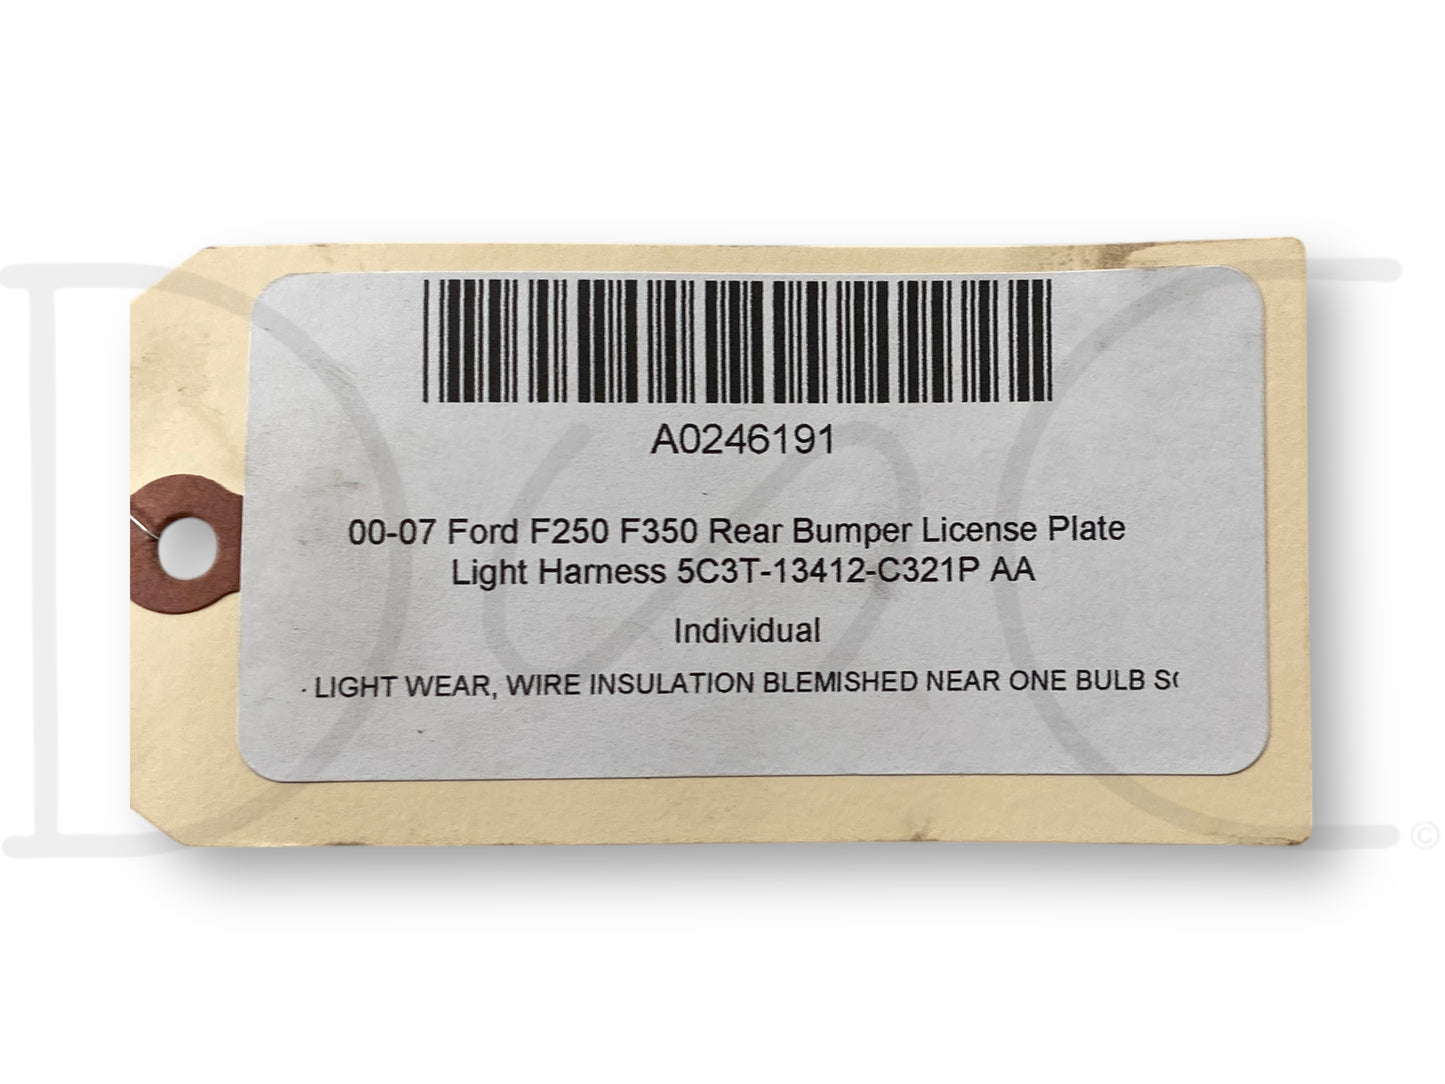 A0246191
00-07 Ford F250 F350 Rear Bumper License Plate
Light Harness 5C3T-13412-C321P AA
Individual
· LIGHT WEAR, WIRE INSULATION BLEMISHED NEAR ONE BULB
©